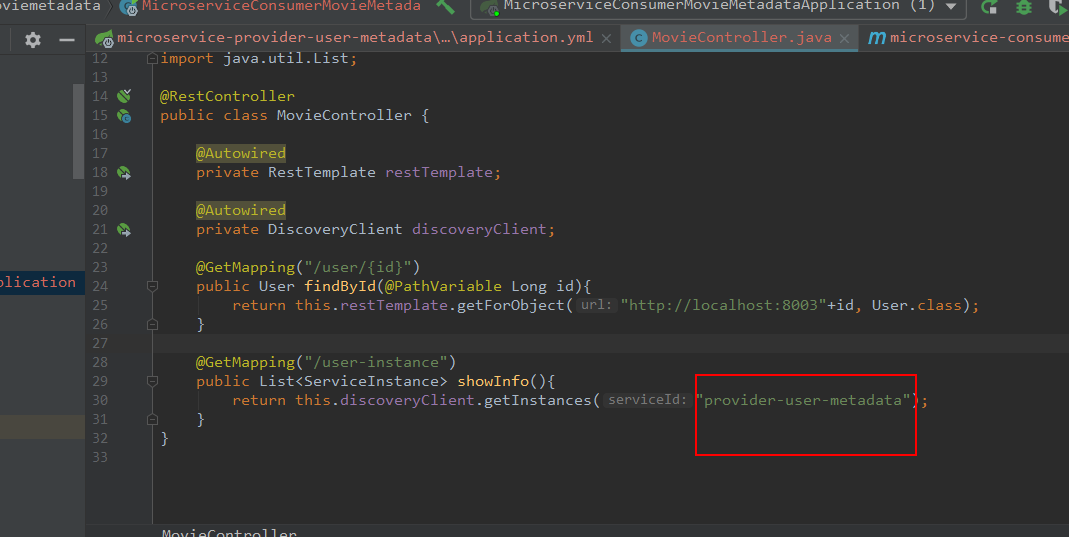 oviemetadata MicroserviceConsumerMovieMetada MicroserviceConsumerMovieMetadataApplication (1)
microservice-provider-user-metadata\...\application.yml MovieController.java microservice-consume
12 import java.util.List;
13
14 @RestController
15 public class MovieController {
16
17 @Autowired
18 private RestTemplate restTemplate;
19
20 @Autowired
21 private DiscoveryClient discoveryClient;
22
23 @GetMapping("/user/{id}")
24 public User findById(@PathVariable Long id){
25 return this.restTemplate.getForObject( url: "http://localhost:8003"+id, User.class);
26 }
27
28 @GetMapping("/user-instance")
29 public List<ServiceInstance> showInfo(){
30 return this.discoveryClient.getInstances( serviceId: "provider-user-metadata");
31 }
32 }
33
plication
MovieController